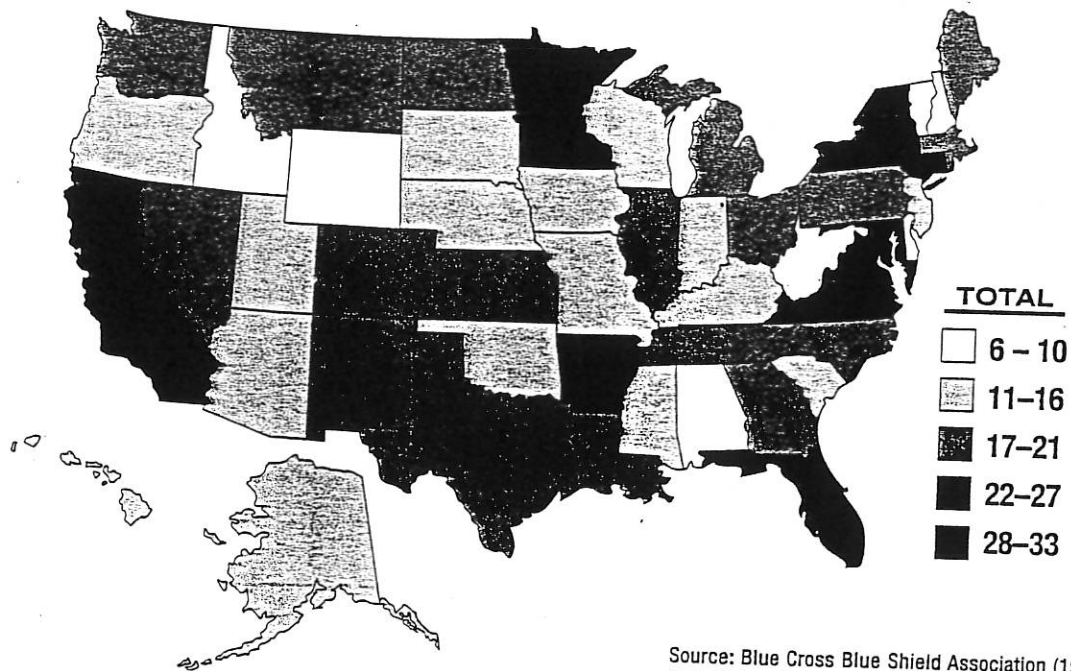 TOTAL
6 – 10
11–16
17–21
22–27
28–33
Source: Blue Cross Blue Shield Association